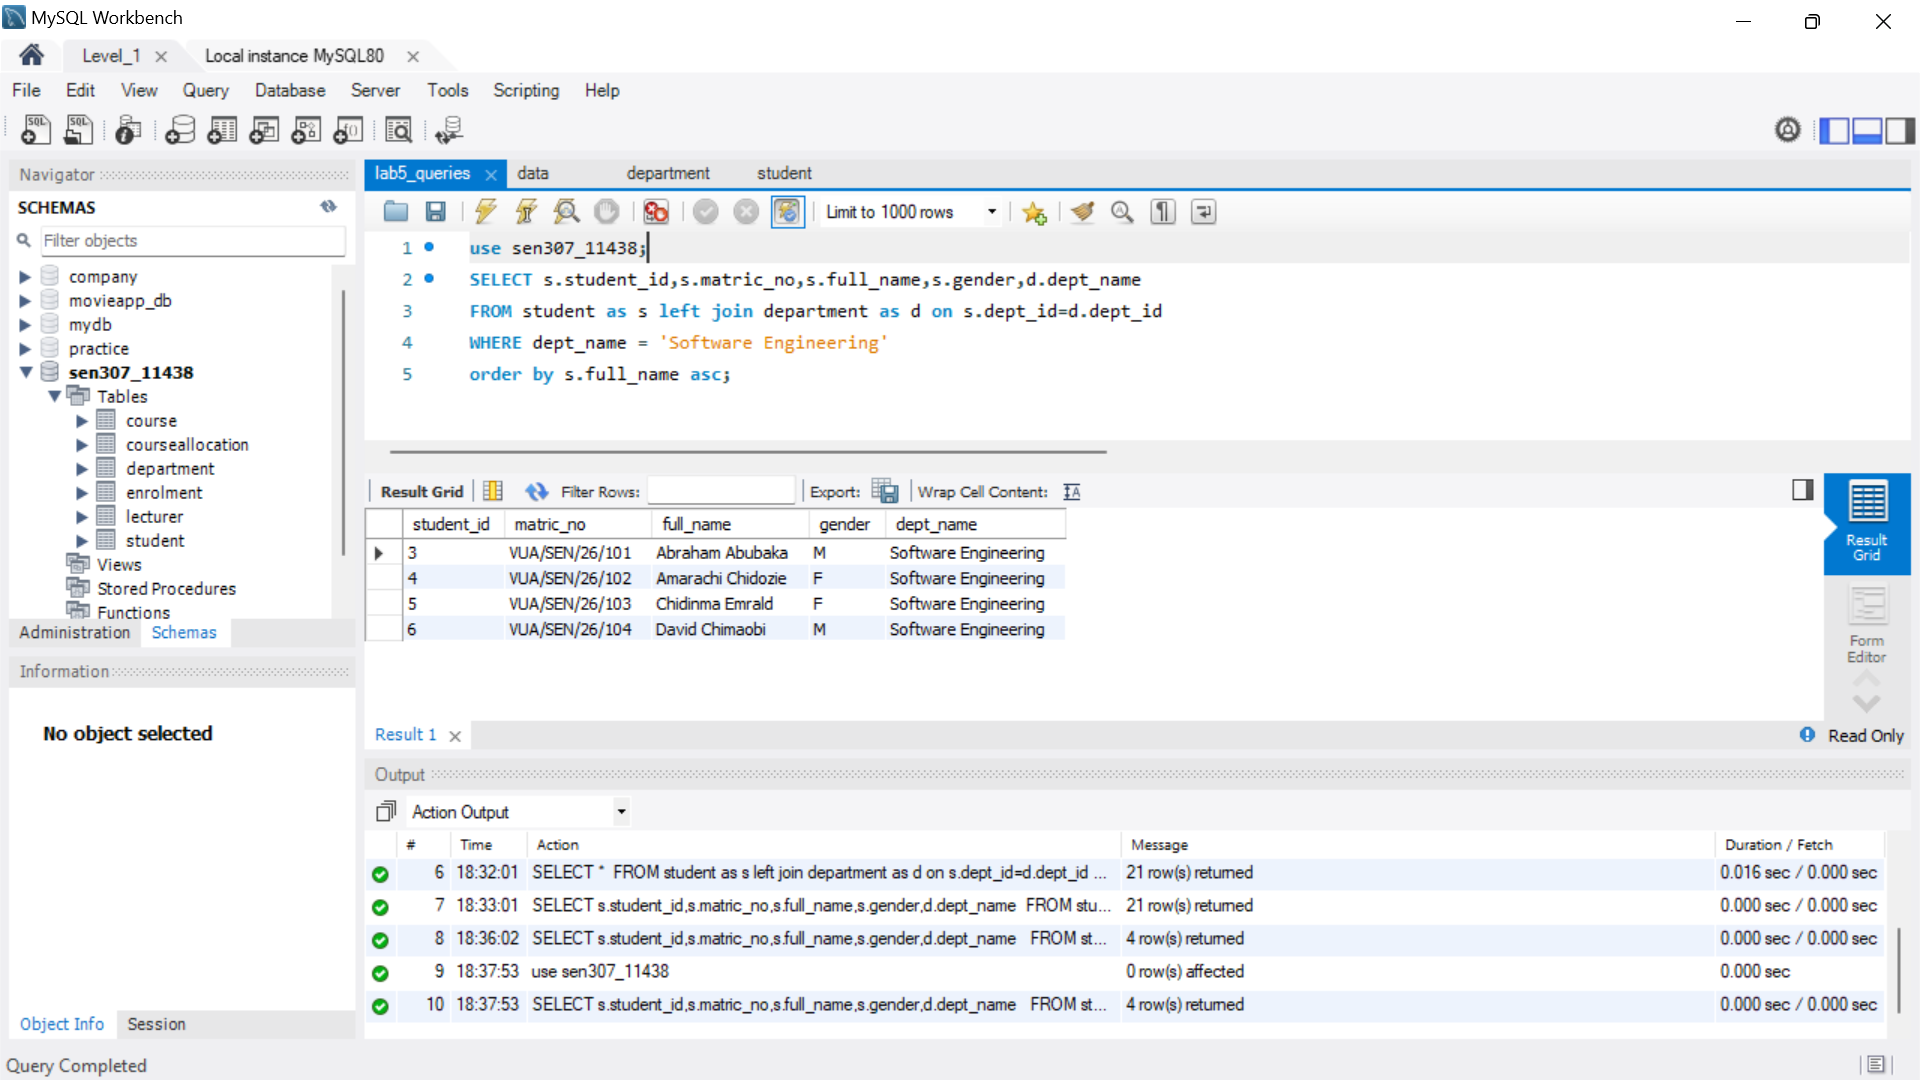 MySQL Workbench
Level_1
Local instance MySQL80
File Edit View Query Database Server Tools Scripting Help
Navigator
SCHEMAS
Filter objects
company
movieapp_db
mydb
practice
sen307_11438
Tables
course
courseallocation
department
enrolment
lecturer
student
Views
Stored Procedures
Functions
Administration Schemas
Information
No object selected
Object Info Session
lab5_queries data department student
Limit to 1000 rows
1 use sen307_11438;
2 SELECT s.student_id,s.matric_no,s.full_name,s.gender,d.dept_name
3 FROM student as s left join department as d on s.dept_id=d.dept_id
4 WHERE dept_name = 'Software Engineering'
5 order by s.full_name asc;
Result Grid Filter Rows: Export: Wrap Cell Content:
student_id matric_no full_name gender dept_name
3 VUA/SEN/26/101 Abraham Abubaka M Software Engineering
4 VUA/SEN/26/102 Amarachi Chidozie F Software Engineering
5 VUA/SEN/26/103 Chidinma Emrald F Software Engineering
6 VUA/SEN/26/104 David Chimaobi M Software Engineering
Result
Grid
Form
Editor
Result 1
Read Only
Output
Action Output
# Time Action Message Duration / Fetch
6 18:32:01 SELECT * FROM student as s left join department as d on s.dept_id=d.dept_id ... 21 row(s) returned 0.016 sec / 0.000 sec
7 18:33:01 SELECT s.student_id,s.matric_no,s.full_name,s.gender,d.dept_name FROM stu... 21 row(s) returned 0.000 sec / 0.000 sec
8 18:36:02 SELECT s.student_id,s.matric_no,s.full_name,s.gender,d.dept_name FROM st... 4 row(s) returned 0.000 sec / 0.000 sec
9 18:37:53 use sen307_11438 0 row(s) affected 0.000 sec
10 18:37:53 SELECT s.student_id,s.matric_no,s.full_name,s.gender,d.dept_name FROM st... 4 row(s) returned 0.000 sec / 0.000 sec
Query Completed